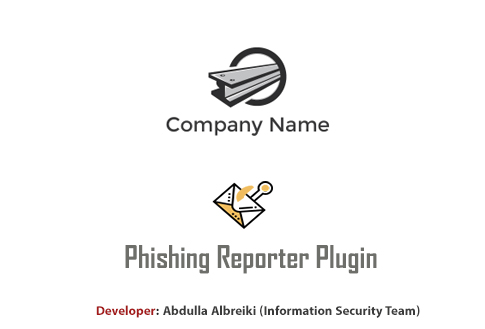 Company Name
Phishing Reporter Plugin
Developer: Abdulla Albreiki (Information Security Team)